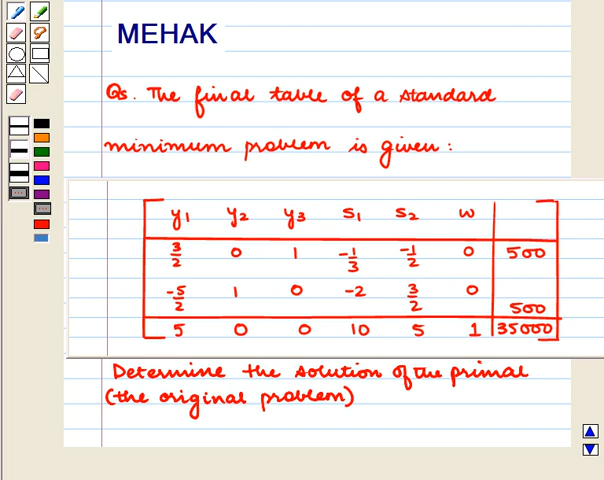 MEHAK
Qs. The final table of a standard
minimum problem is given:
y1 y2 y3 s1 s2 w
3/2 0 1 -1/3 -1/2 0 500
-5/2 1 0 -2 3/2 0 500
5 0 0 10 5 1 35000
Determine the solution of the primal
(the original problem)